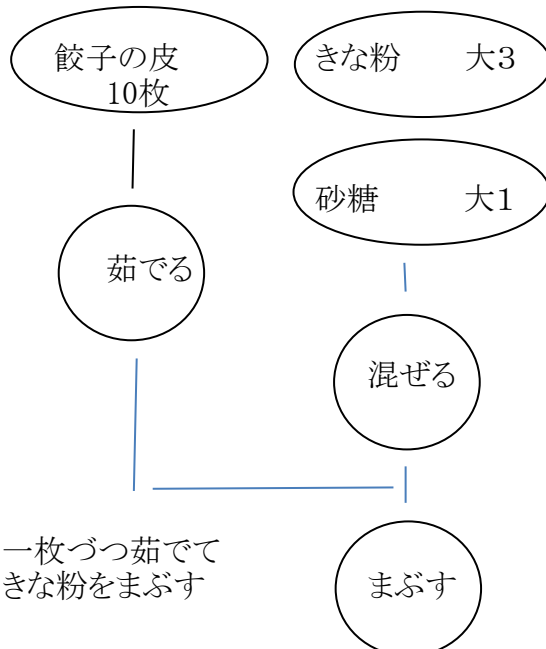 餃子の皮
10枚
きな粉　　大３
砂糖　　　大１
茹でる
混ぜる
一枚づつ茹でて
きな粉をまぶす
まぶす